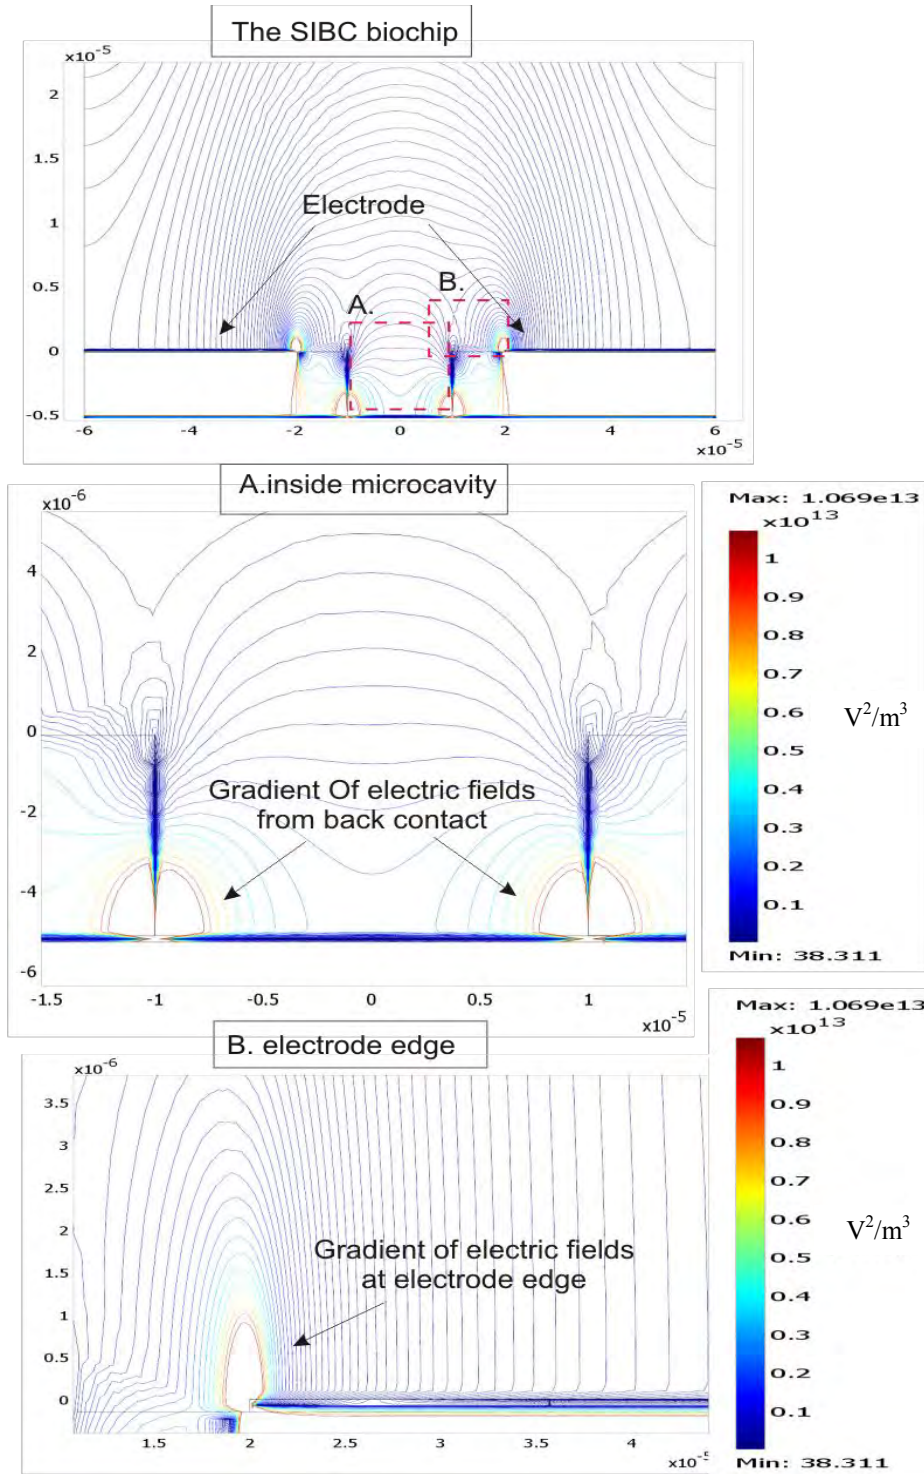 The SIBC biochip
x10⁻⁵
2
1.5
1
0.5
0
-0.5
Electrode
A.
B.
-6
-4
-2
0
2
4
6
x10⁻⁵
A.inside microcavity
x10⁻⁶
4
2
0
-2
-4
-6
Gradient Of electric fields
from back contact
-1.5
-1
-0.5
0
0.5
1
x10⁻⁵
Max: 1.069e13
x10¹³
1
0.9
0.8
0.7
0.6
0.5
0.4
0.3
0.2
0.1
Min: 38.311
V²/m³
B. electrode edge
x10⁻⁶
3.5
3
2.5
2
1.5
1
0.5
0
Gradient of electric fields
at electrode edge
1.5
2
2.5
3
3.5
4
x10⁻⁵
Max: 1.069e13
x10¹³
1
0.9
0.8
0.7
0.6
0.5
0.4
0.3
0.2
0.1
Min: 38.311
V²/m³